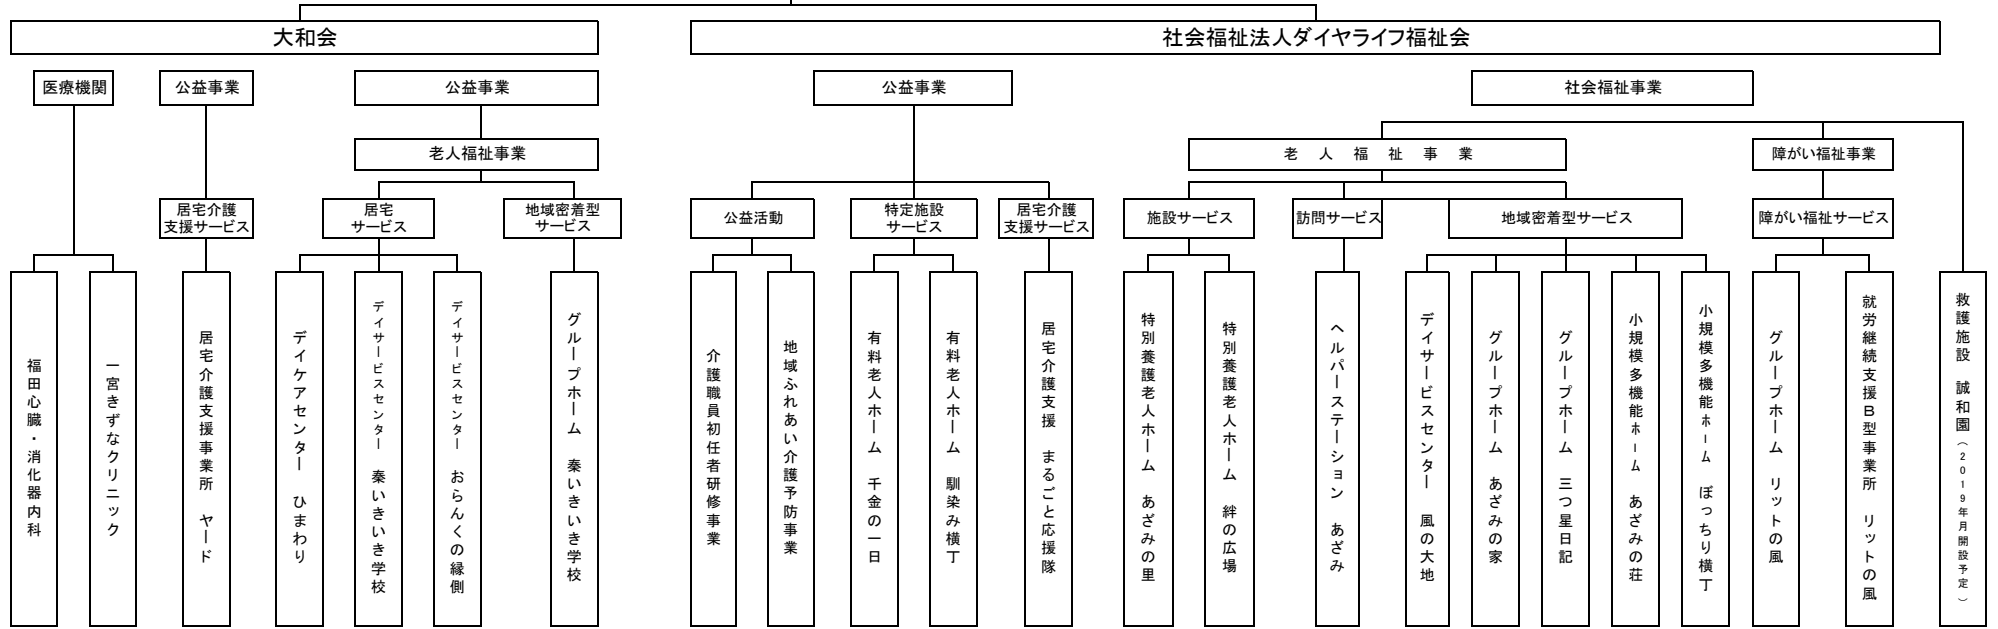 大和会
社会福祉法人ダイヤライフ福祉会
医療機関
公益事業
公益事業
公益事業
社会福祉事業
老人福祉事業
老人福祉事業
障がい福祉事業
居宅介護
支援サービス
居宅
サービス
地域密着型
サービス
公益活動
特定施設
サービス
居宅介護
支援サービス
施設サービス
訪問サービス
地域密着型サービス
障がい福祉サービス
福田心臓・消化器内科
一宮きずなクリニック
居宅介護支援事業所 ヤード
デイケアセンター ひまわり
デイサービスセンター 秦いきいき学校
デイサービスセンター おらんくの縁側
グループホーム 秦いきいき学校
介護職員初任者研修事業
地域ふれあい介護予防事業
有料老人ホーム 千金の一日
有料老人ホーム 馴染み横丁
居宅介護支援 まるごと応援隊
特別養護老人ホーム あざみの里
特別養護老人ホーム 絆の広場
ヘルパーステーション あざみ
デイサービスセンター 風の大地
グループホーム あざみの家
グループホーム 三つ星日記
小規模多機能ホーム あざみの荘
小規模多機能ホーム ぽっちり横丁
グループホーム リットの風
就労継続支援B型事業所 リットの風
救護施設 誠和園(2019年月開設予定)